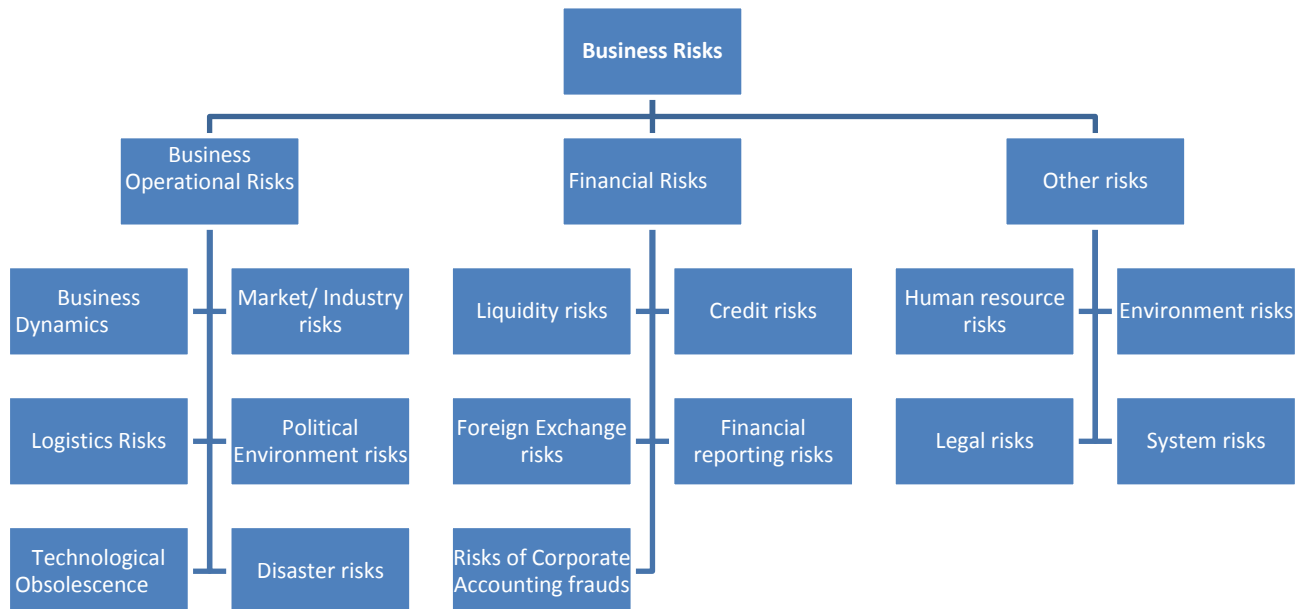 Business Risks
Business
Operational Risks
Financial Risks
Other risks
Business
Dynamics
Market/ Industry
risks
Liquidity risks
Credit risks
Human resource
risks
Environment risks
Logistics Risks
Political
Environment risks
Foreign Exchange
risks
Financial
reporting risks
Legal risks
System risks
Technological
Obsolescence
Disaster risks
Risks of Corporate
Accounting frauds